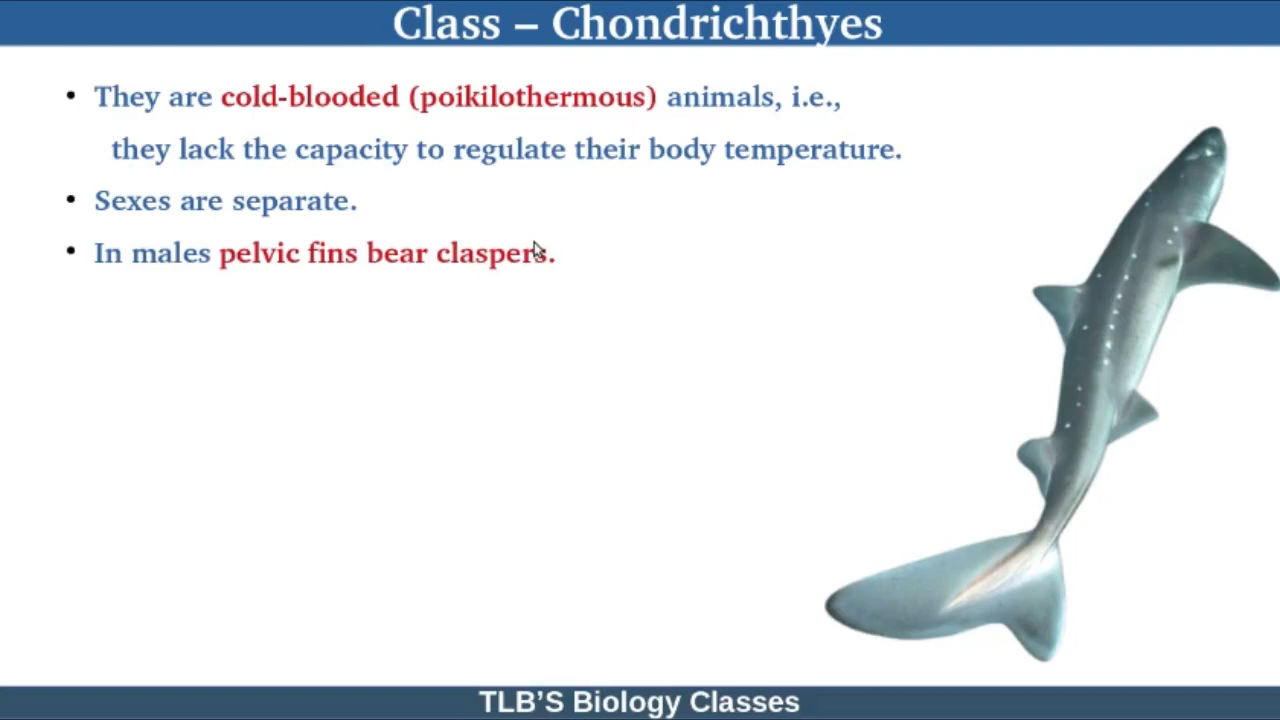 Class – Chondrichthyes
• They are cold-blooded (poikilothermous) animals, i.e.,
they lack the capacity to regulate their body temperature.
• Sexes are separate.
• In males pelvic fins bear claspers.
TLB'S Biology Classes